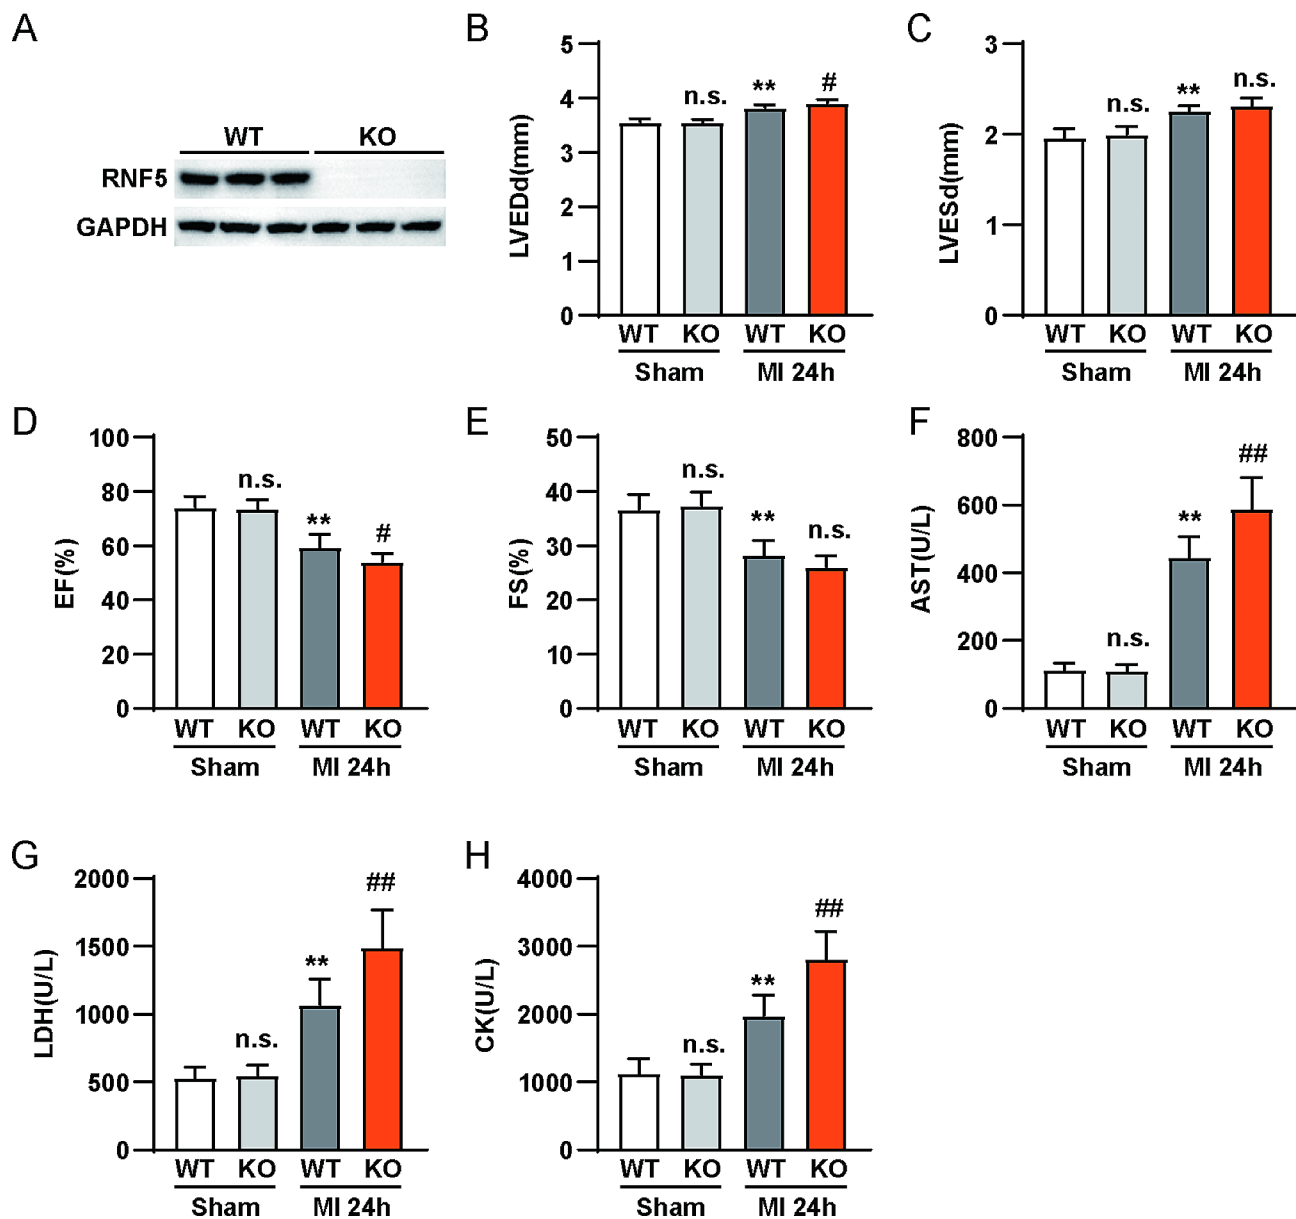 A
WT KO
RNF5
GAPDH
B
LVEDd(mm)
5
4
3
2
1
0
n.s.
**
#
WT KO WT KO
Sham MI 24h
C
LVESd(mm)
3
2
1
0
n.s.
**
n.s.
WT KO WT KO
Sham MI 24h
D
EF(%)
100
80
60
40
20
0
n.s.
**
#
WT KO WT KO
Sham MI 24h
E
FS(%)
50
40
30
20
10
0
n.s.
**
n.s.
WT KO WT KO
Sham MI 24h
F
AST(U/L)
800
600
400
200
0
n.s.
**
##
WT KO WT KO
Sham MI 24h
G
LDH(U/L)
2000
1500
1000
500
0
n.s.
**
##
WT KO WT KO
Sham MI 24h
H
CK(U/L)
4000
3000
2000
1000
0
n.s.
**
##
WT KO WT KO
Sham MI 24h